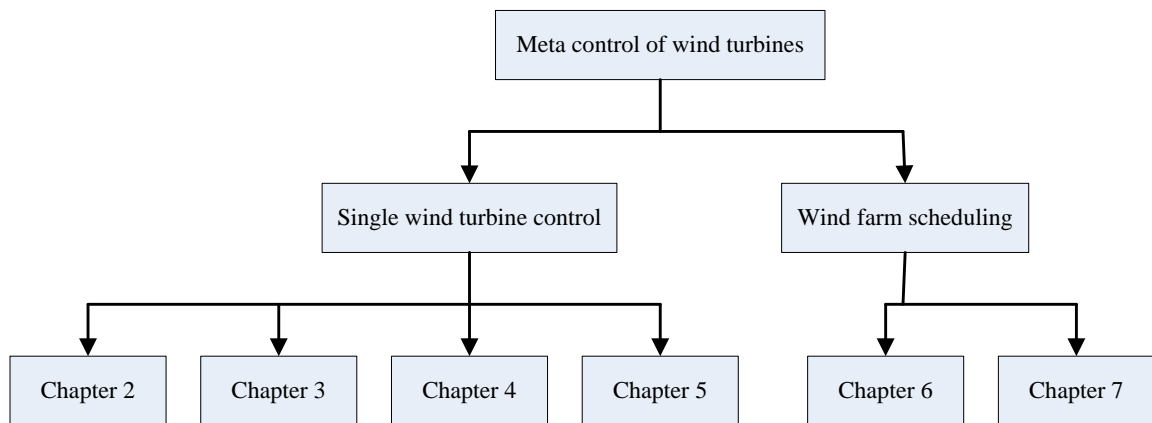 Meta control of wind turbines
Single wind turbine control
Wind farm scheduling
Chapter 2
Chapter 3
Chapter 4
Chapter 5
Chapter 6
Chapter 7